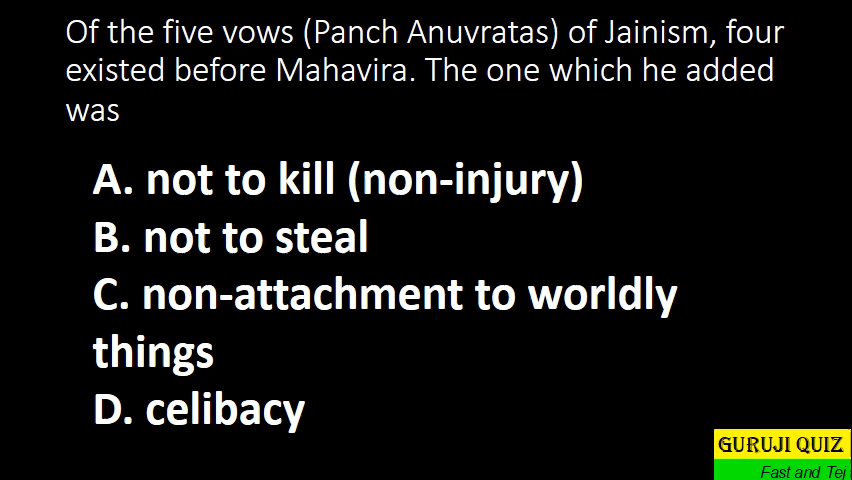 Of the five vows (Panch Anuvratas) of Jainism, four
existed before Mahavira. The one which he added
was
A. not to kill (non-injury)
B. not to steal
C. non-attachment to worldly
things
D. celibacy
GURUJI QUIZ
Fast and Tej